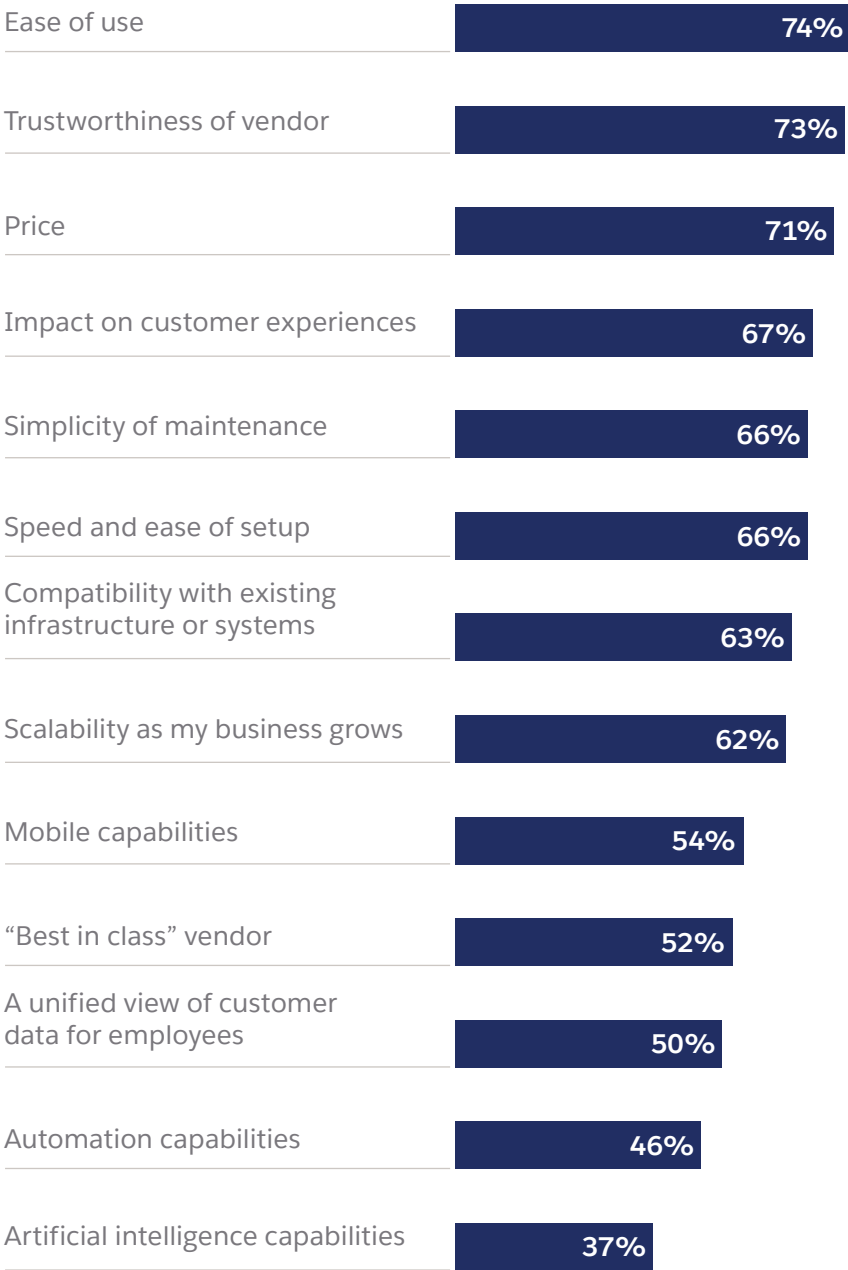 Ease of use 74%
Trustworthiness of vendor 73%
Price 71%
Impact on customer experiences 67%
Simplicity of maintenance 66%
Speed and ease of setup 66%
Compatibility with existing
infrastructure or systems 63%
Scalability as my business grows 62%
Mobile capabilities 54%
“Best in class” vendor 52%
A unified view of customer
data for employees 50%
Automation capabilities 46%
Artificial intelligence capabilities 37%